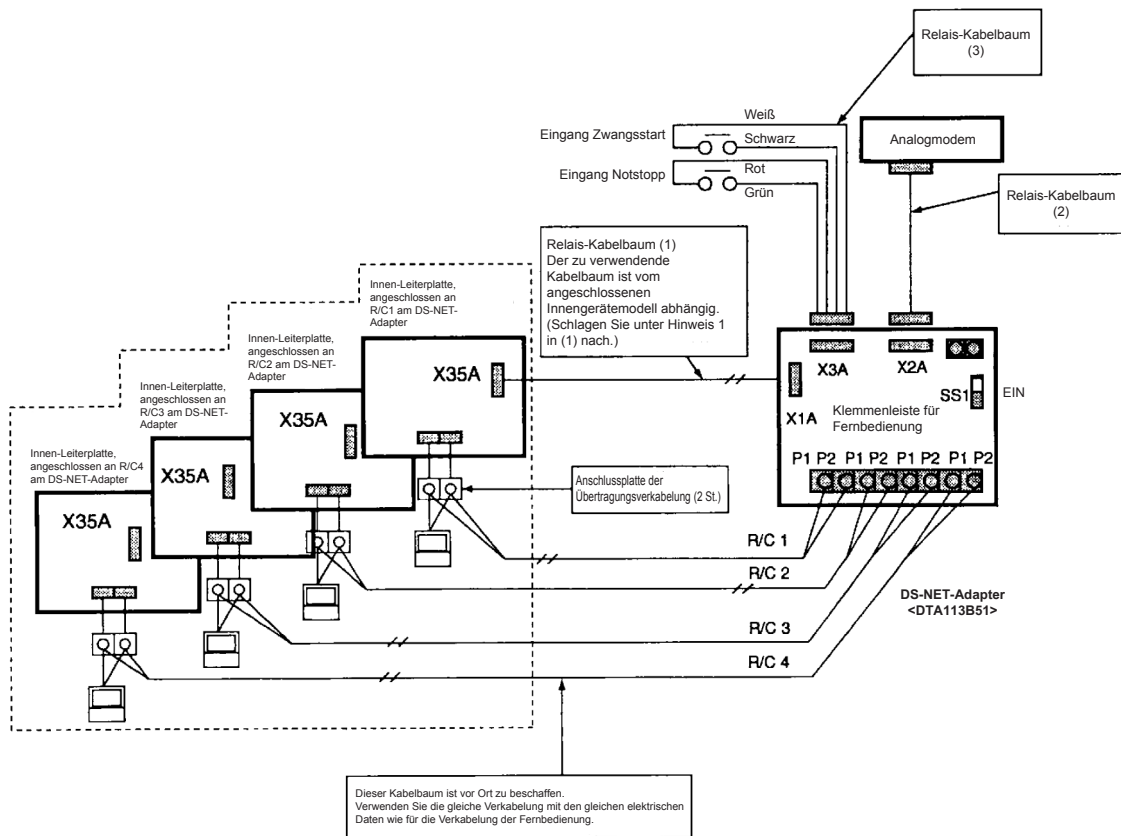 Relais-Kabelbaum
(3)
Weiß
Eingang Zwangsstart
Schwarz
Analogmodem
Eingang Notstopp
Rot
Grün
Relais-Kabelbaum
(2)
Relais-Kabelbaum (1)
Der zu verwendende
Kabelbaum ist vom
angeschlossenen
Innengerätemodell abhängig.
(Schlagen Sie unter Hinweis 1
in (1) nach.)
Innen-Leiterplatte,
angeschlossen an
R/C1 am DS-NET-
Adapter
Innen-Leiterplatte,
angeschlossen an
R/C2 am DS-NET-
Adapter
Innen-Leiterplatte,
angeschlossen an
R/C3 am DS-NET-
Adapter
Innen-Leiterplatte,
angeschlossen an R/C4
am DS-NET-Adapter
X35A
X35A
X35A
X35A
X3A
X2A
SS1
EIN
X1A
Klemmenleiste für
Fernbedienung
P1 P2 P1 P2 P1 P2 P1 P2
Anschlussplatte der
Übertragungsverkabelung (2 St.)
R/C 1
R/C 2
R/C 3
R/C 4
DS-NET-Adapter
<DTA113B51>
Dieser Kabelbaum ist vor Ort zu beschaffen.
Verwenden Sie die gleiche Verkabelung mit den gleichen elektrischen
Daten wie für die Verkabelung der Fernbedienung.